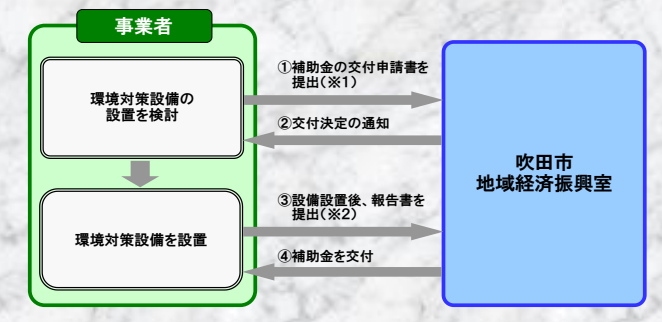 事業者
環境対策設備の
設置を検討
①補助金の交付申請書を
提出(※1)
②交付決定の通知
環境対策設備を設置
③設備設置後、報告書を
提出(※2)
④補助金を交付
吹田市
地域経済振興室